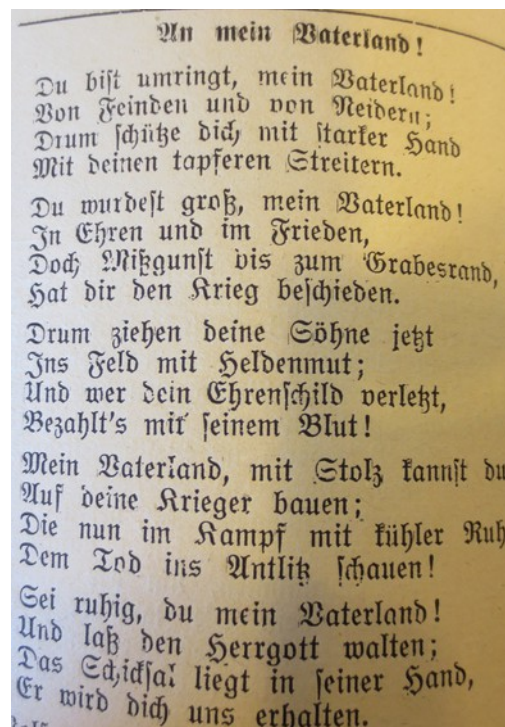 An mein Vaterland!
Du bist umringt, mein Vaterland!
Von Feinden und von Neidern;
Drum schütze dich mit starker Hand
Mit deinen tapferen Streitern.
Du wurdest groß, mein Vaterland!
In Ehren und im Frieden,
Doch Mißgunst bis zum Grabesrand,
Hat dir den Krieg beschieden.
Drum ziehen deine Söhne jetzt
Ins Feld mit Heldenmut;
Und wer dein Ehrenschild verletzt,
Bezahlt's mit seinem Blut!
Mein Vaterland, mit Stolz kannst du
Auf deine Krieger bauen;
Die nun im Kampf mit kühler Ruh
Dem Tod ins Antlitz schauen!
Sei ruhig, du mein Vaterland!
Und laß den Herrgott walten;
Das Schicksal liegt in seiner Hand,
Er wird dich uns erhalten.